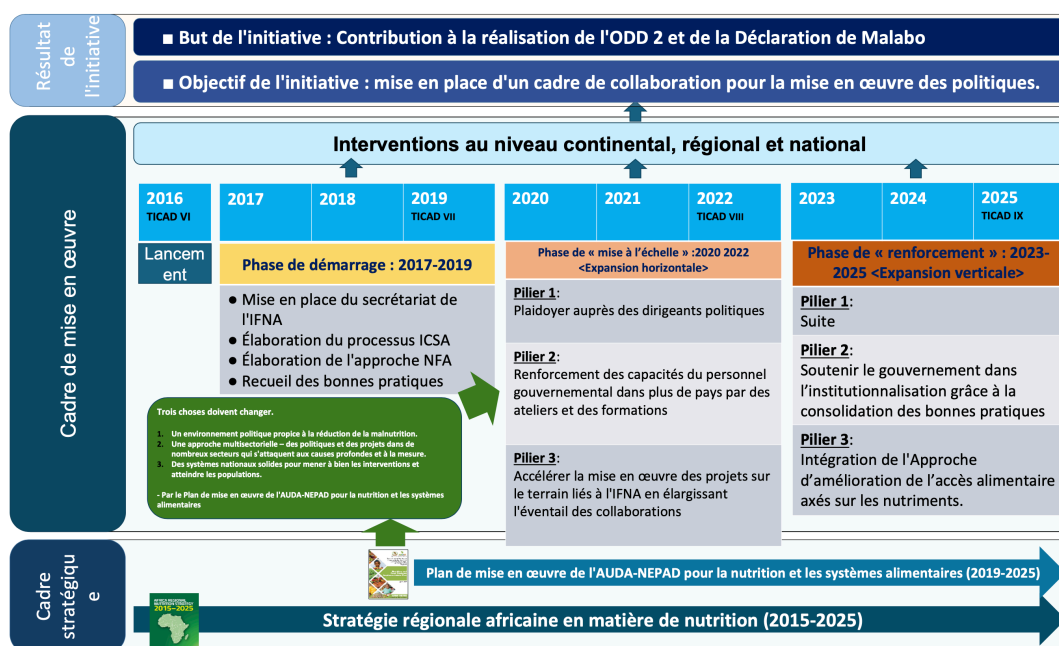 Résultat
de
l'initiative
■ But de l'initiative : Contribution à la réalisation de l'ODD 2 et de la Déclaration de Malabo
■ Objectif de l'initiative : mise en place d'un cadre de collaboration pour la mise en œuvre des politiques.
Cadre de mise en œuvre
Interventions au niveau continental, régional et national
2016
TICAD VI
2017
2018
2019
TICAD VII
2020
2021
2022
TICAD VIII
2023
2024
2025
TICAD IX
Lancem
ent
Phase de démarrage : 2017-2019
● Mise en place du secrétariat de
l'IFNA
● Élaboration du processus ICSA
● Élaboration de l'approche NFA
● Recueil des bonnes pratiques
Trois choses doivent changer.
1. Un environnement politique propice à la réduction de la malnutrition.
2. Une approche multisectorielle – des politiques et des projets dans de
nombreux secteurs qui s'attaquent aux causes profondes et à la mesure.
3. Des systèmes nationaux solides pour mener à bien les interventions et
atteindre les populations.
- Par le Plan de mise en œuvre de l'AUDA-NEPAD pour la nutrition et les systèmes
alimentaires
Phase de « mise à l’échelle » :2020 2022
<Expansion horizontale>
Pilier 1:
Plaidoyer auprès des dirigeants politiques
Pilier 2:
Renforcement des capacités du personnel
gouvernemental dans plus de pays par des
ateliers et des formations
Pilier 3:
Accélérer la mise en œuvre des projets sur
le terrain liés à l'IFNA en élargissant
l'éventail des collaborations
Phase de « renforcement » : 2023-
2025 <Expansion verticale>
Pilier 1:
Suite
Pilier 2:
Soutenir le gouvernement dans
l’institutionnalisation grâce à la
consolidation des bonnes pratiques
Pilier 3:
Intégration de l'Approche
d’amélioration de l’accès alimentaire
axés sur les nutriments.
Cadre
stratégiqu
e
Plan de mise en œuvre de l'AUDA-NEPAD pour la nutrition et les systèmes alimentaires (2019-2025)
AFRICA REGIONAL
NUTRITION STRATEGY
2015-2025
Stratégie régionale africaine en matière de nutrition (2015-2025)